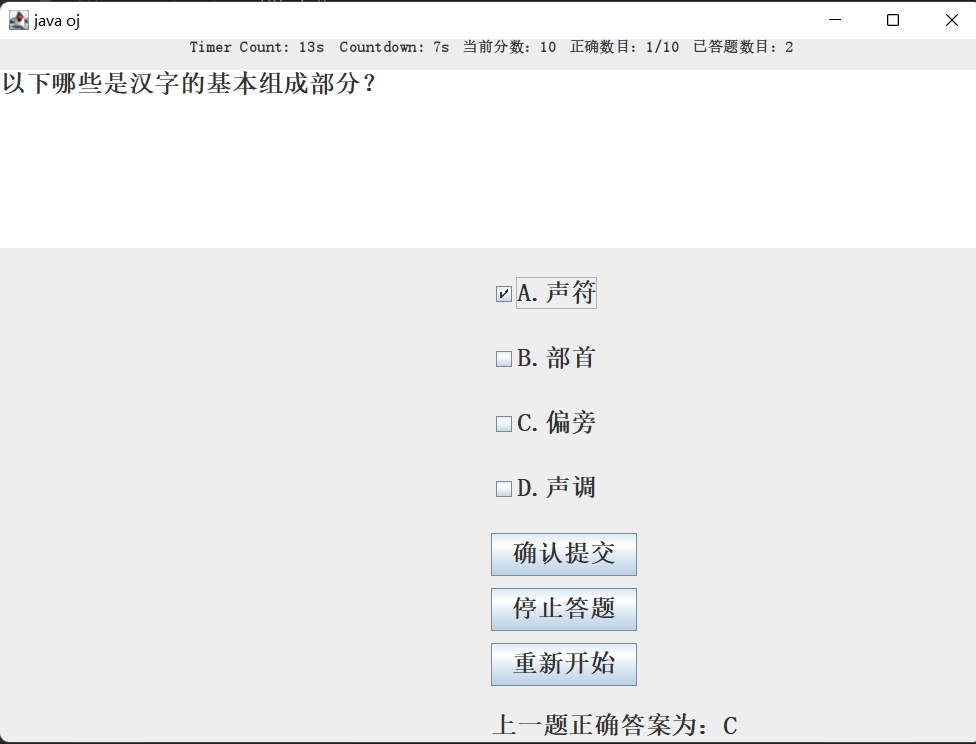 java oj
Timer Count: 13s Countdown: 7s 当前分数: 10 正确数目: 1/10 已答题数目: 2
以下哪些是汉字的基本组成部分？
A. 声符
B. 部首
C. 偏旁
D. 声调
确认提交
停止答题
重新开始
上一题正确答案为: C